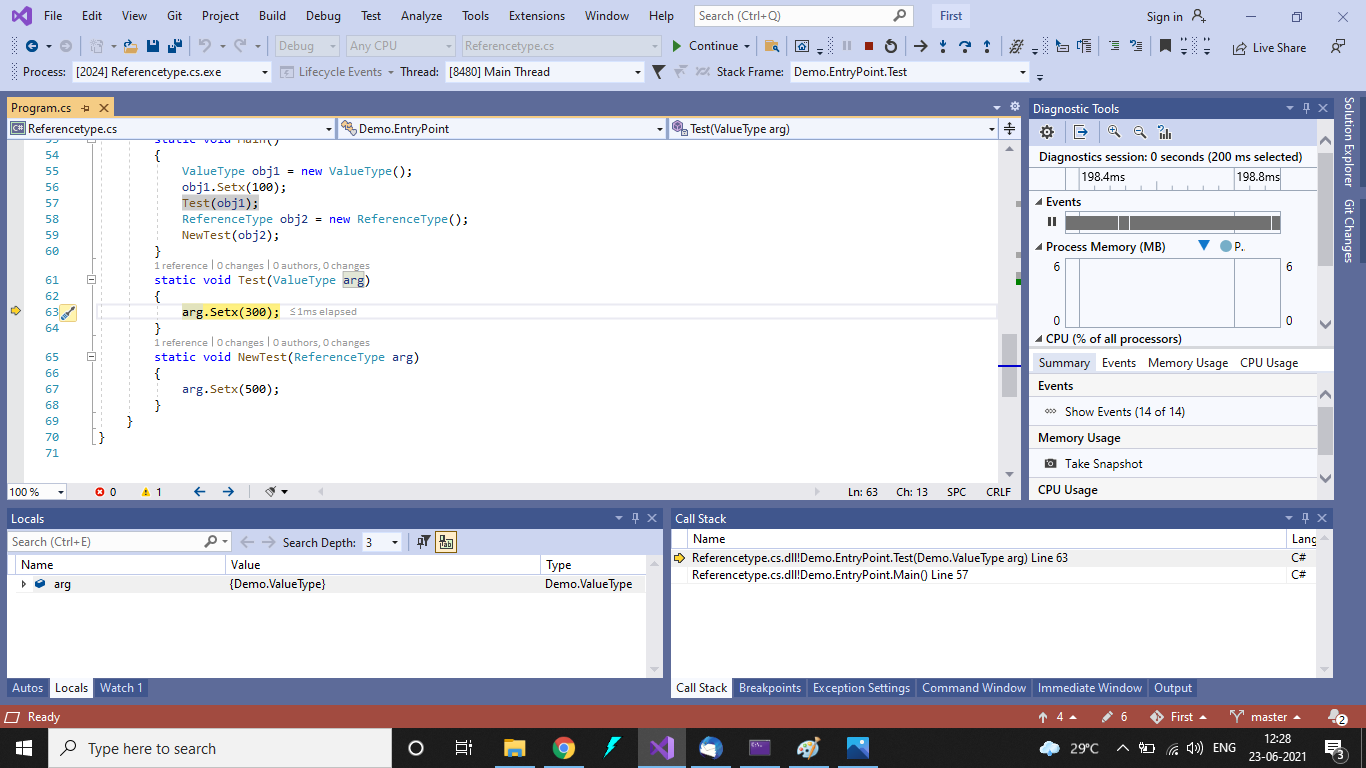 File Edit View Git Project Build Debug Test Analyze Tools Extensions Window Help Search (Ctrl+Q) First Sign in
Debug Any CPU Referencetype.cs Continue Live Share
Process: [2024] Referencetype.cs.exe Lifecycle Events Thread: [8480] Main Thread Stack Frame: Demo.EntryPoint.Test
Program.cs
Referencetype.cs Demo.EntryPoint Test(ValueType arg)
53 static void Main()
54 {
55 ValueType obj1 = new ValueType();
56 obj1.Setx(100);
57 Test(obj1);
58 ReferenceType obj2 = new ReferenceType();
59 NewTest(obj2);
60 }
1 reference | 0 changes | 0 authors, 0 changes
61 static void Test(ValueType arg)
62 {
63 arg.Setx(300); ≤1ms elapsed
64 }
1 reference | 0 changes | 0 authors, 0 changes
65 static void NewTest(ReferenceType arg)
66 {
67 arg.Setx(500);
68 }
69 }
70 }
71
100 % 0 1 Ln: 63 Ch: 13 SPC CRLF
Diagnostic Tools
Diagnostics session: 0 seconds (200 ms selected)
198.4ms 198.8ms
Events
Process Memory (MB) P..
6 6
0 0
CPU (% of all processors)
Summary Events Memory Usage CPU Usage
Events
Show Events (14 of 14)
Memory Usage
Take Snapshot
CPU Usage
Solution Explorer
Git Changes
Locals
Search (Ctrl+E) Search Depth: 3
Name Value Type
arg {Demo.ValueType} Demo.ValueType
Autos Locals Watch 1
Call Stack
Name Lang
Referencetype.cs.dll!Demo.EntryPoint.Test(Demo.ValueType arg) Line 63 C#
Referencetype.cs.dll!Demo.EntryPoint.Main() Line 57 C#
Call Stack Breakpoints Exception Settings Command Window Immediate Window Output
Ready 4 6 First master 2
Type here to search 29°C ENG 12:28
23-06-2021 3